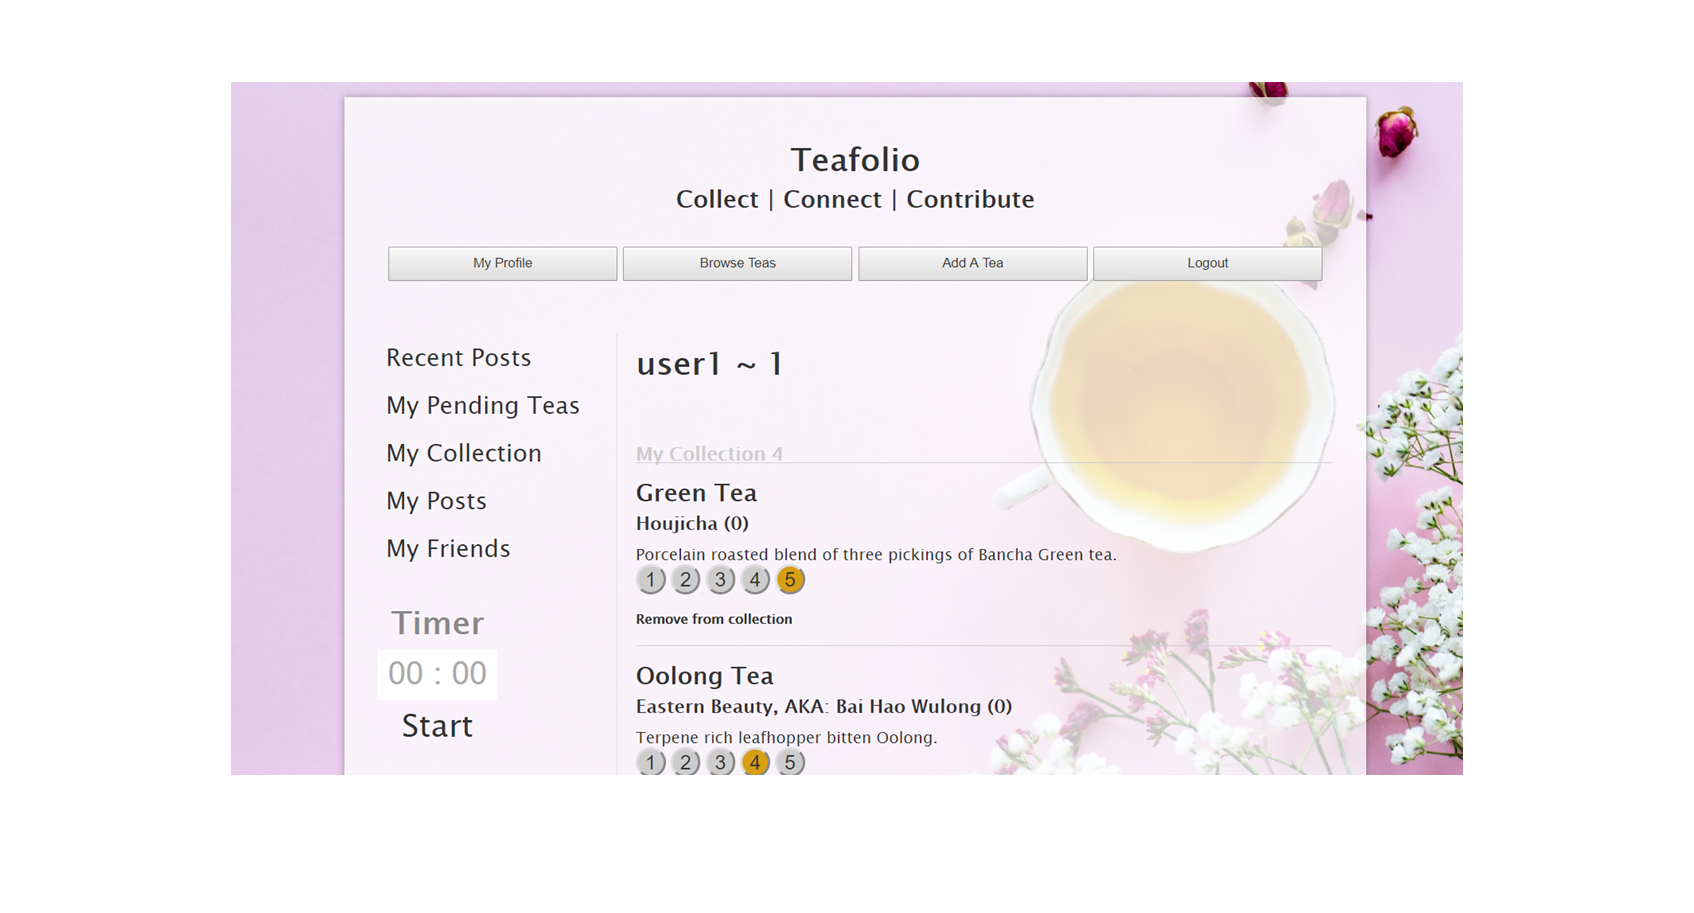 Teafolio
Collect | Connect | Contribute
My Profile
Browse Teas
Add A Tea
Logout
Recent Posts
My Pending Teas
My Collection
My Posts
My Friends
Timer
00 : 00
Start
user1 ~ 1
My Collection 4
Green Tea
Houjicha (0)
Porcelain roasted blend of three pickings of Bancha Green tea.
1 2 3 4 5
Remove from collection
Oolong Tea
Eastern Beauty, AKA: Bai Hao Wulong (0)
Terpene rich leafhopper bitten Oolong.
1 2 3 4 5